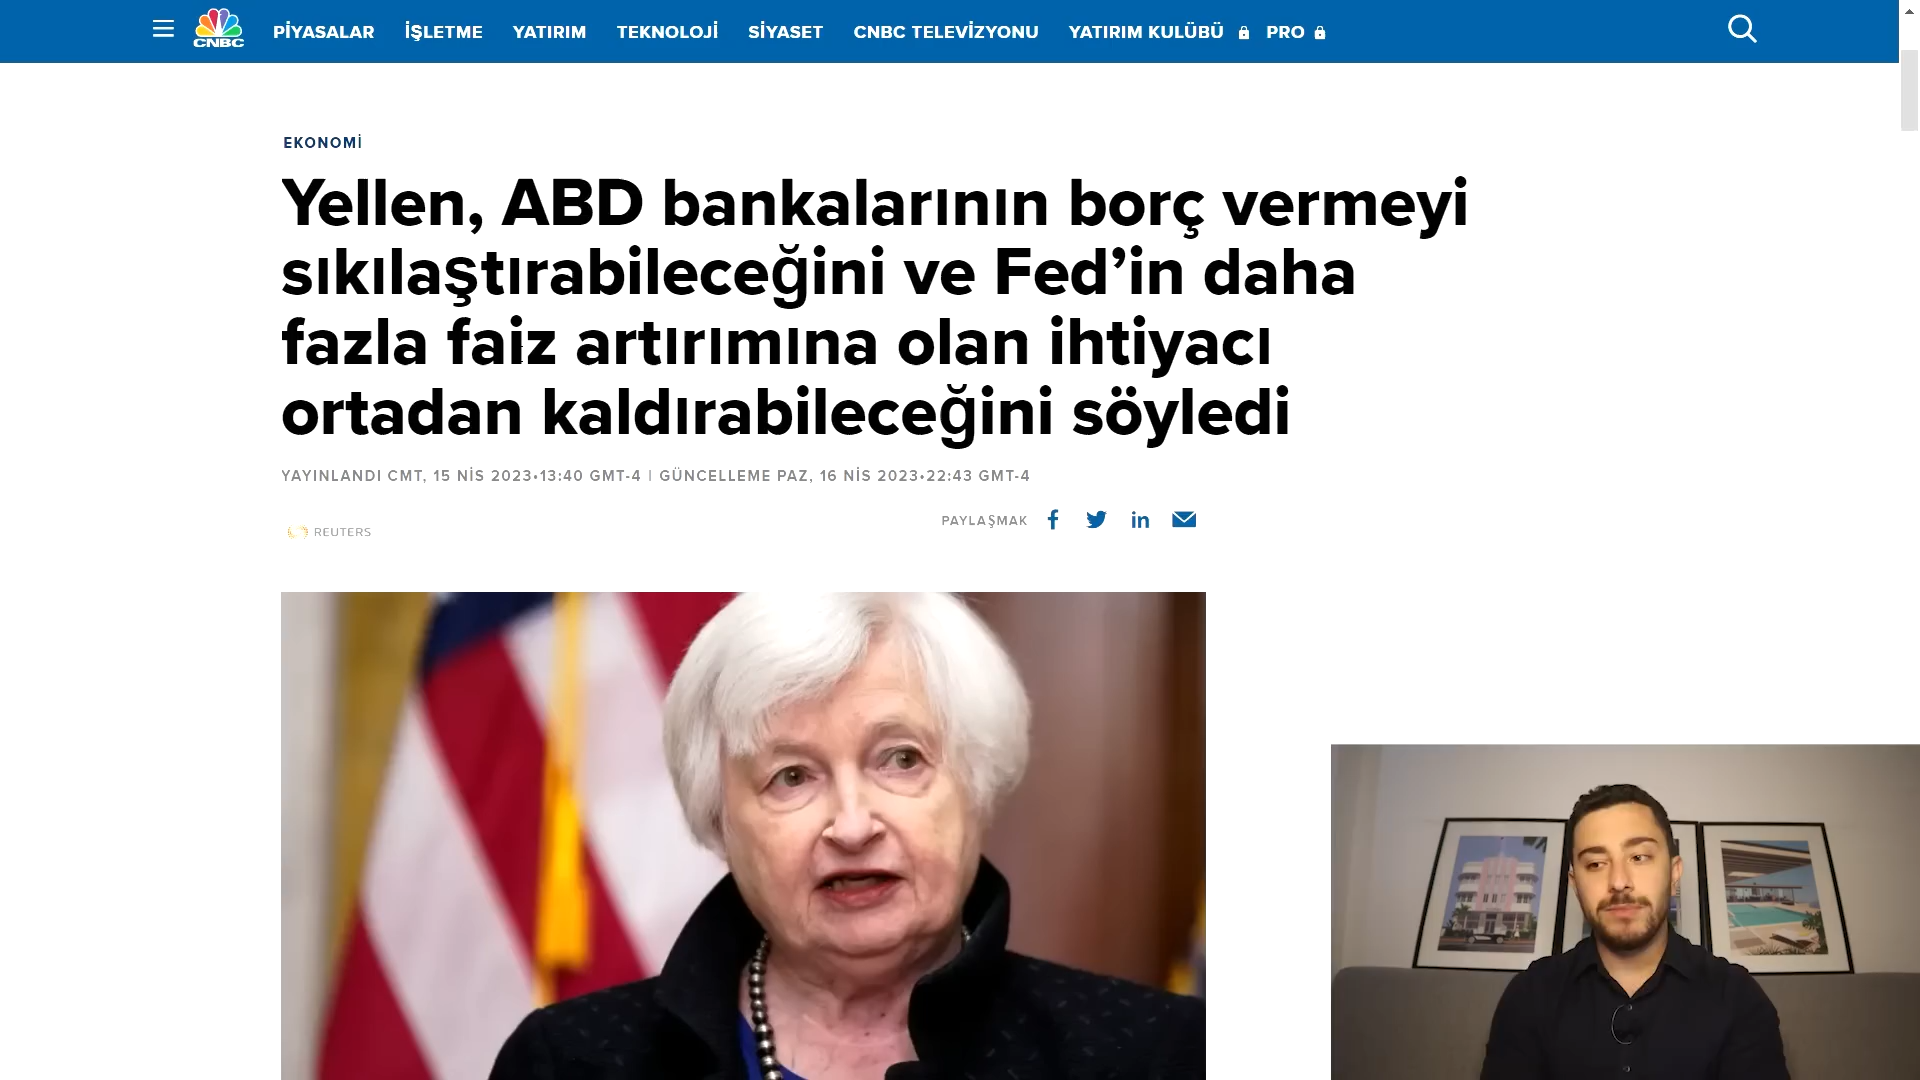 CNBC
PİYASALAR İŞLETME YATIRIM TEKNOLOJİ SİYASET CNBC TELEVİZYONU YATIRIM KULÜBÜ PRO
EKONOMİ
Yellen, ABD bankalarının borç vermeyi
sıkılaştırabileceğini ve Fed’in daha
fazla faiz artırımına olan ihtiyacı
ortadan kaldırabileceğini söyledi
YAYINLANDI CMT, 15 NİS 2023•13:40 GMT-4 | GÜNCELLEME PAZ, 16 NİS 2023•22:43 GMT-4
PAYLAŞMAK
REUTERS